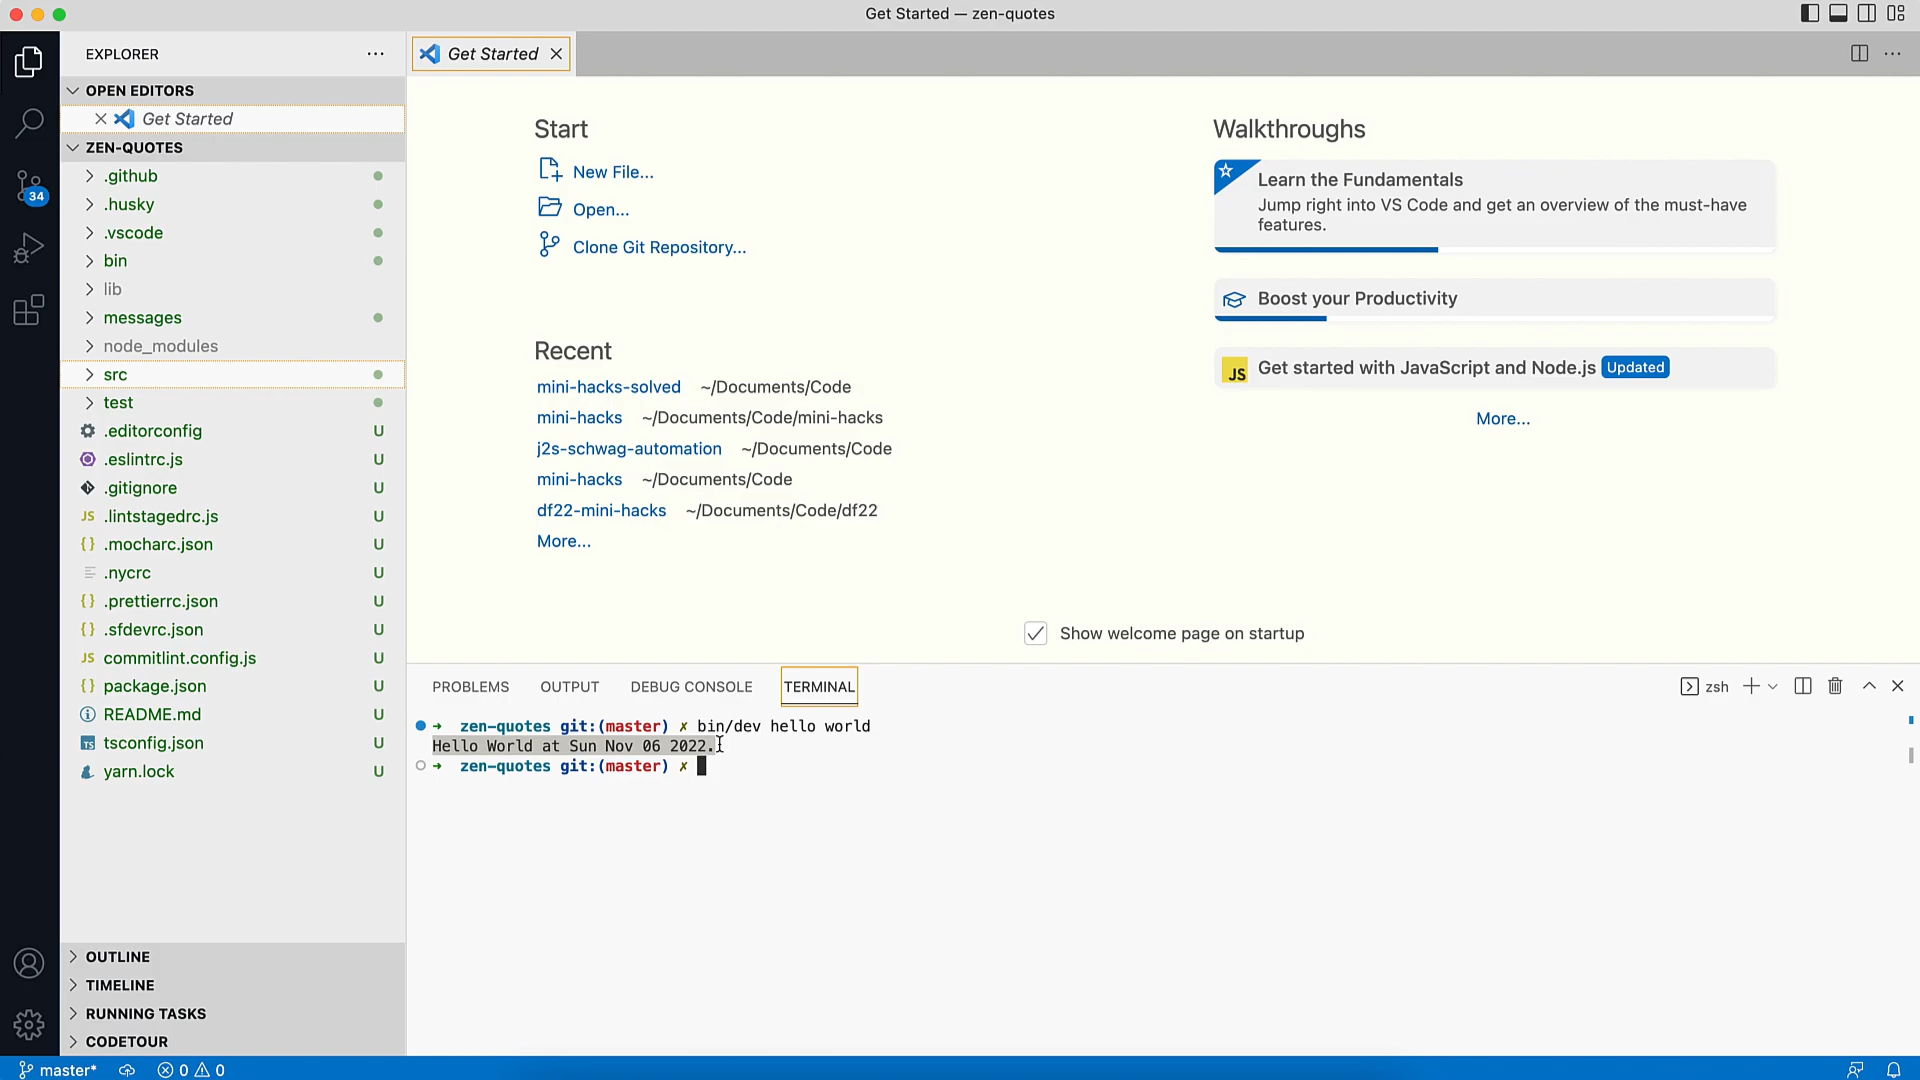 Get Started — zen-quotes
EXPLORER
OPEN EDITORS
Get Started
ZEN-QUOTES
.github
.husky
.vscode
bin
lib
messages
node_modules
src
test
.editorconfig U
.eslintrc.js U
.gitignore U
JS .lintstagedrc.js U
{} .mocharc.json U
.nycrc U
{} .prettierrc.json U
{} .sfdevrc.json U
JS commitlint.config.js U
{} package.json U
README.md U
TS tsconfig.json U
yarn.lock U
OUTLINE
TIMELINE
RUNNING TASKS
CODETOUR
34
Get Started
Start
New File...
Open...
Clone Git Repository...
Recent
mini-hacks-solved ~/Documents/Code
mini-hacks ~/Documents/Code/mini-hacks
j2s-schwag-automation ~/Documents/Code
mini-hacks ~/Documents/Code
df22-mini-hacks ~/Documents/Code/df22
More...
Walkthroughs
Learn the Fundamentals
Jump right into VS Code and get an overview of the must-have
features.
Boost your Productivity
JS Get started with JavaScript and Node.js Updated
More...
Show welcome page on startup
PROBLEMS OUTPUT DEBUG CONSOLE TERMINAL zsh
➜ zen-quotes git:(master) ✗ bin/dev hello world
Hello World at Sun Nov 06 2022.
➜ zen-quotes git:(master) ✗
master* 0 0